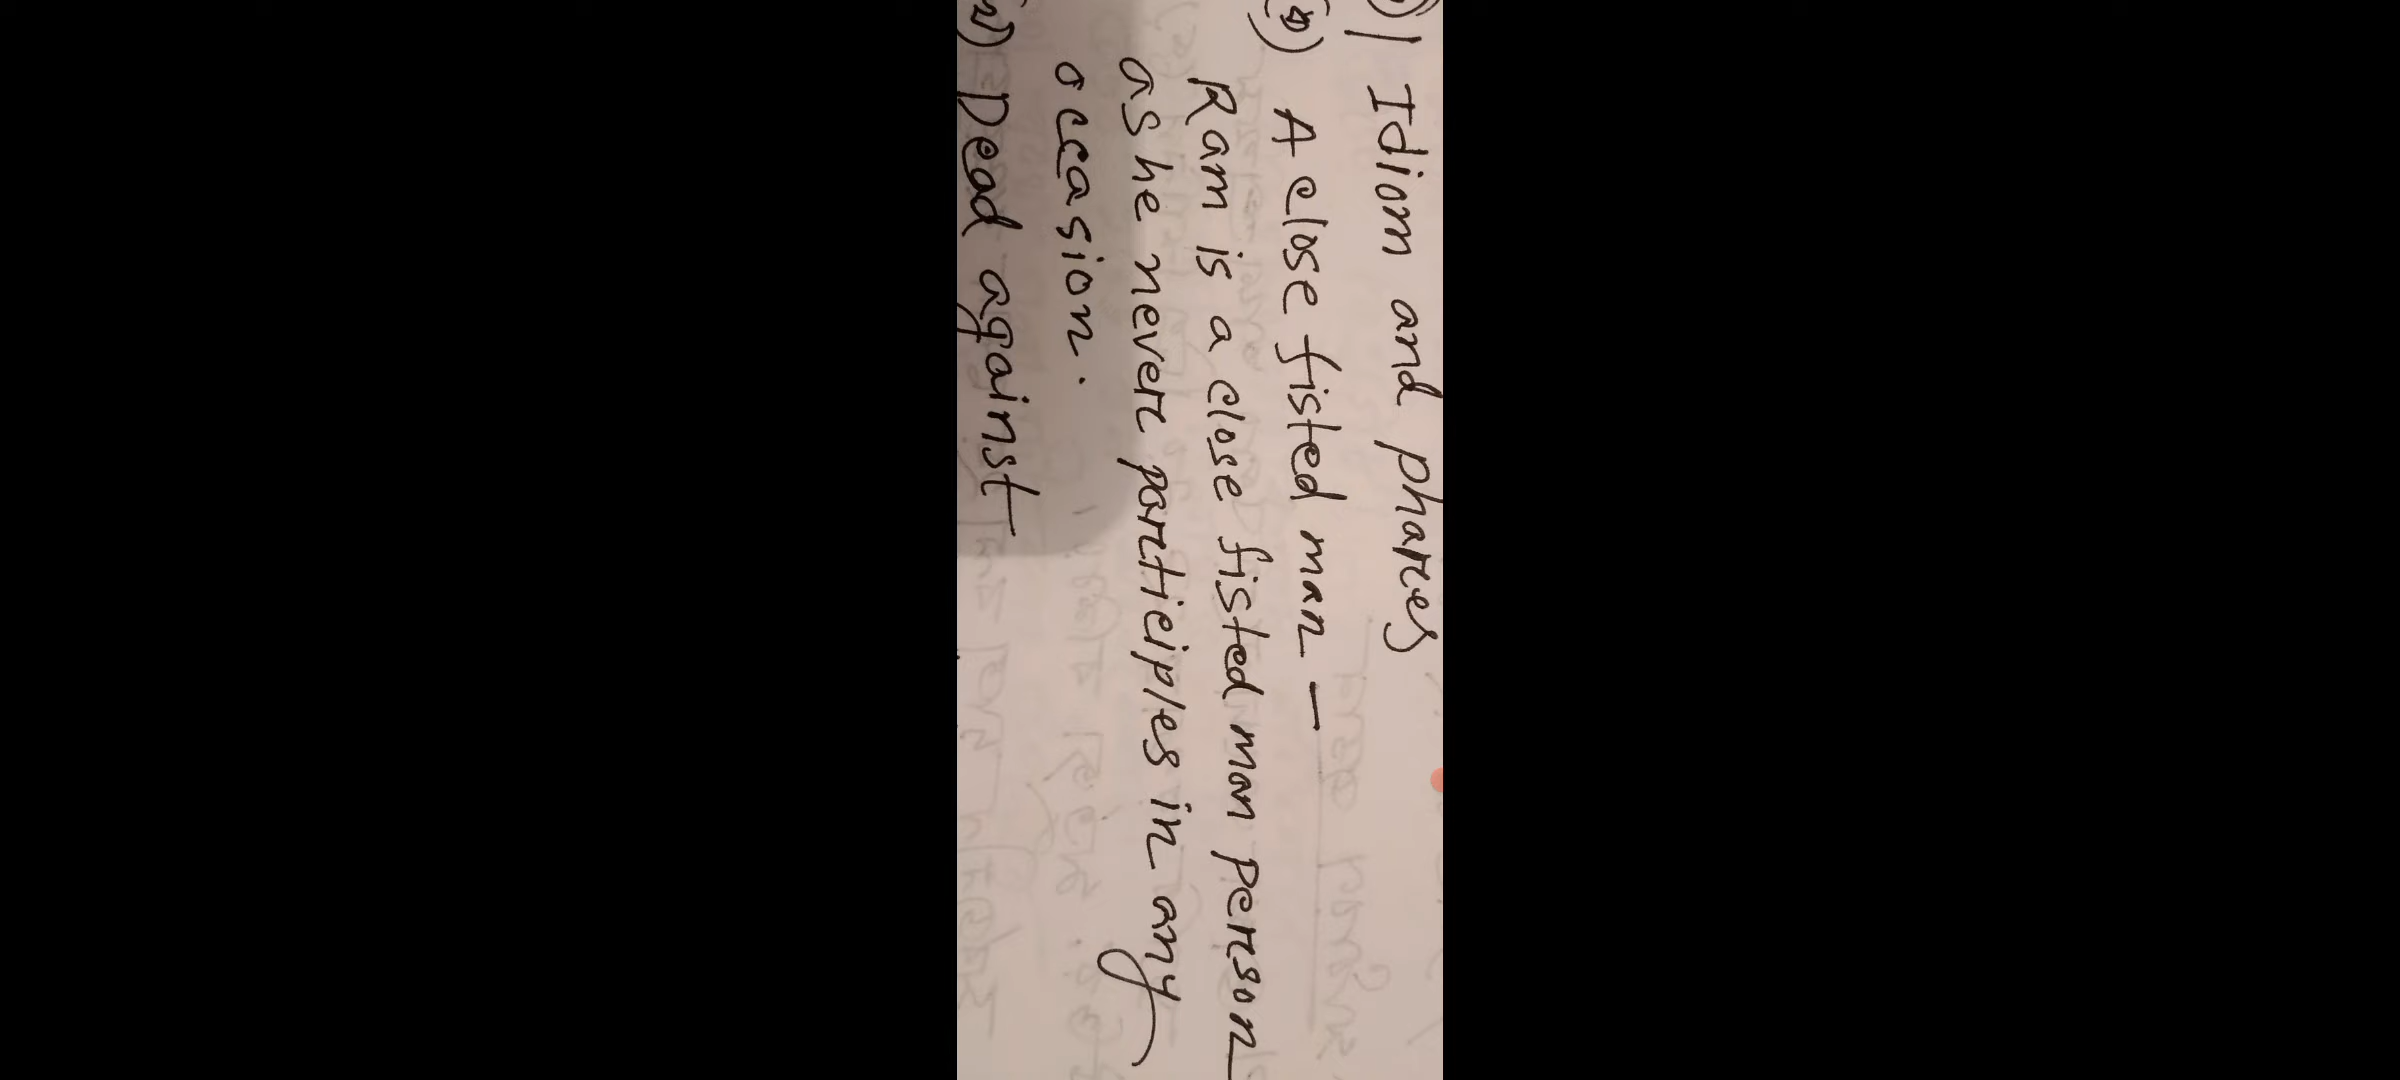 Idiom and phares
A close fisted man —
Ram is a close fisted man person
as he never participles in any
occasion.
Dead against